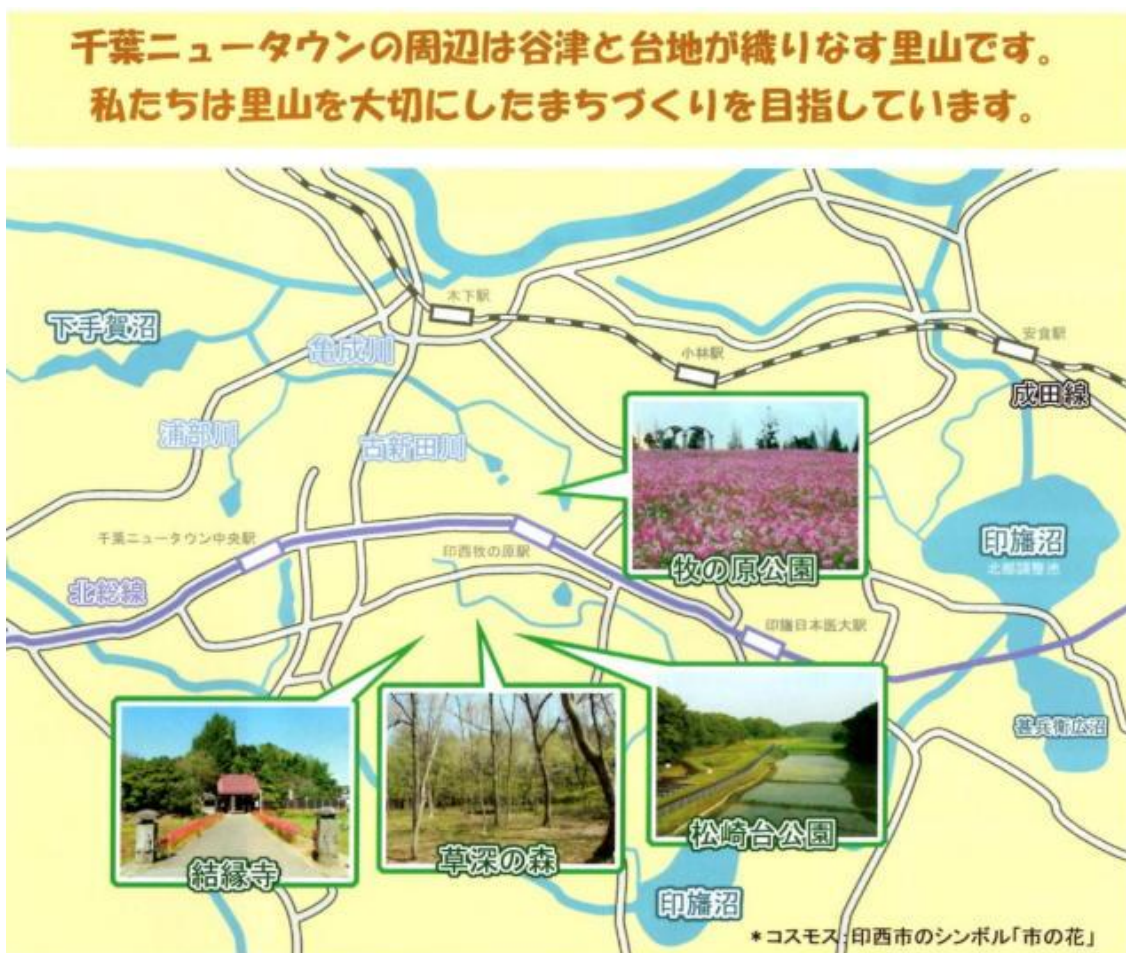 千葉ニュータウンの周辺は谷津と台地が織りなす里山です。
私たちは里山を大切にしたまちづくりを目指しています。
木下駅
下手賀沼
亀成川
小林駅
安食駅
成田線
浦部川
古新田川
千葉ニュータウン中央駅
印西牧の原駅
牧の原公園
印旛沼
北部調整池
北総線
印旛日本医大駅
甚兵衛広沼
結縁寺
草深の森
松崎台公園
印旛沼
*コスモス:印西市のシンボル「市の花」